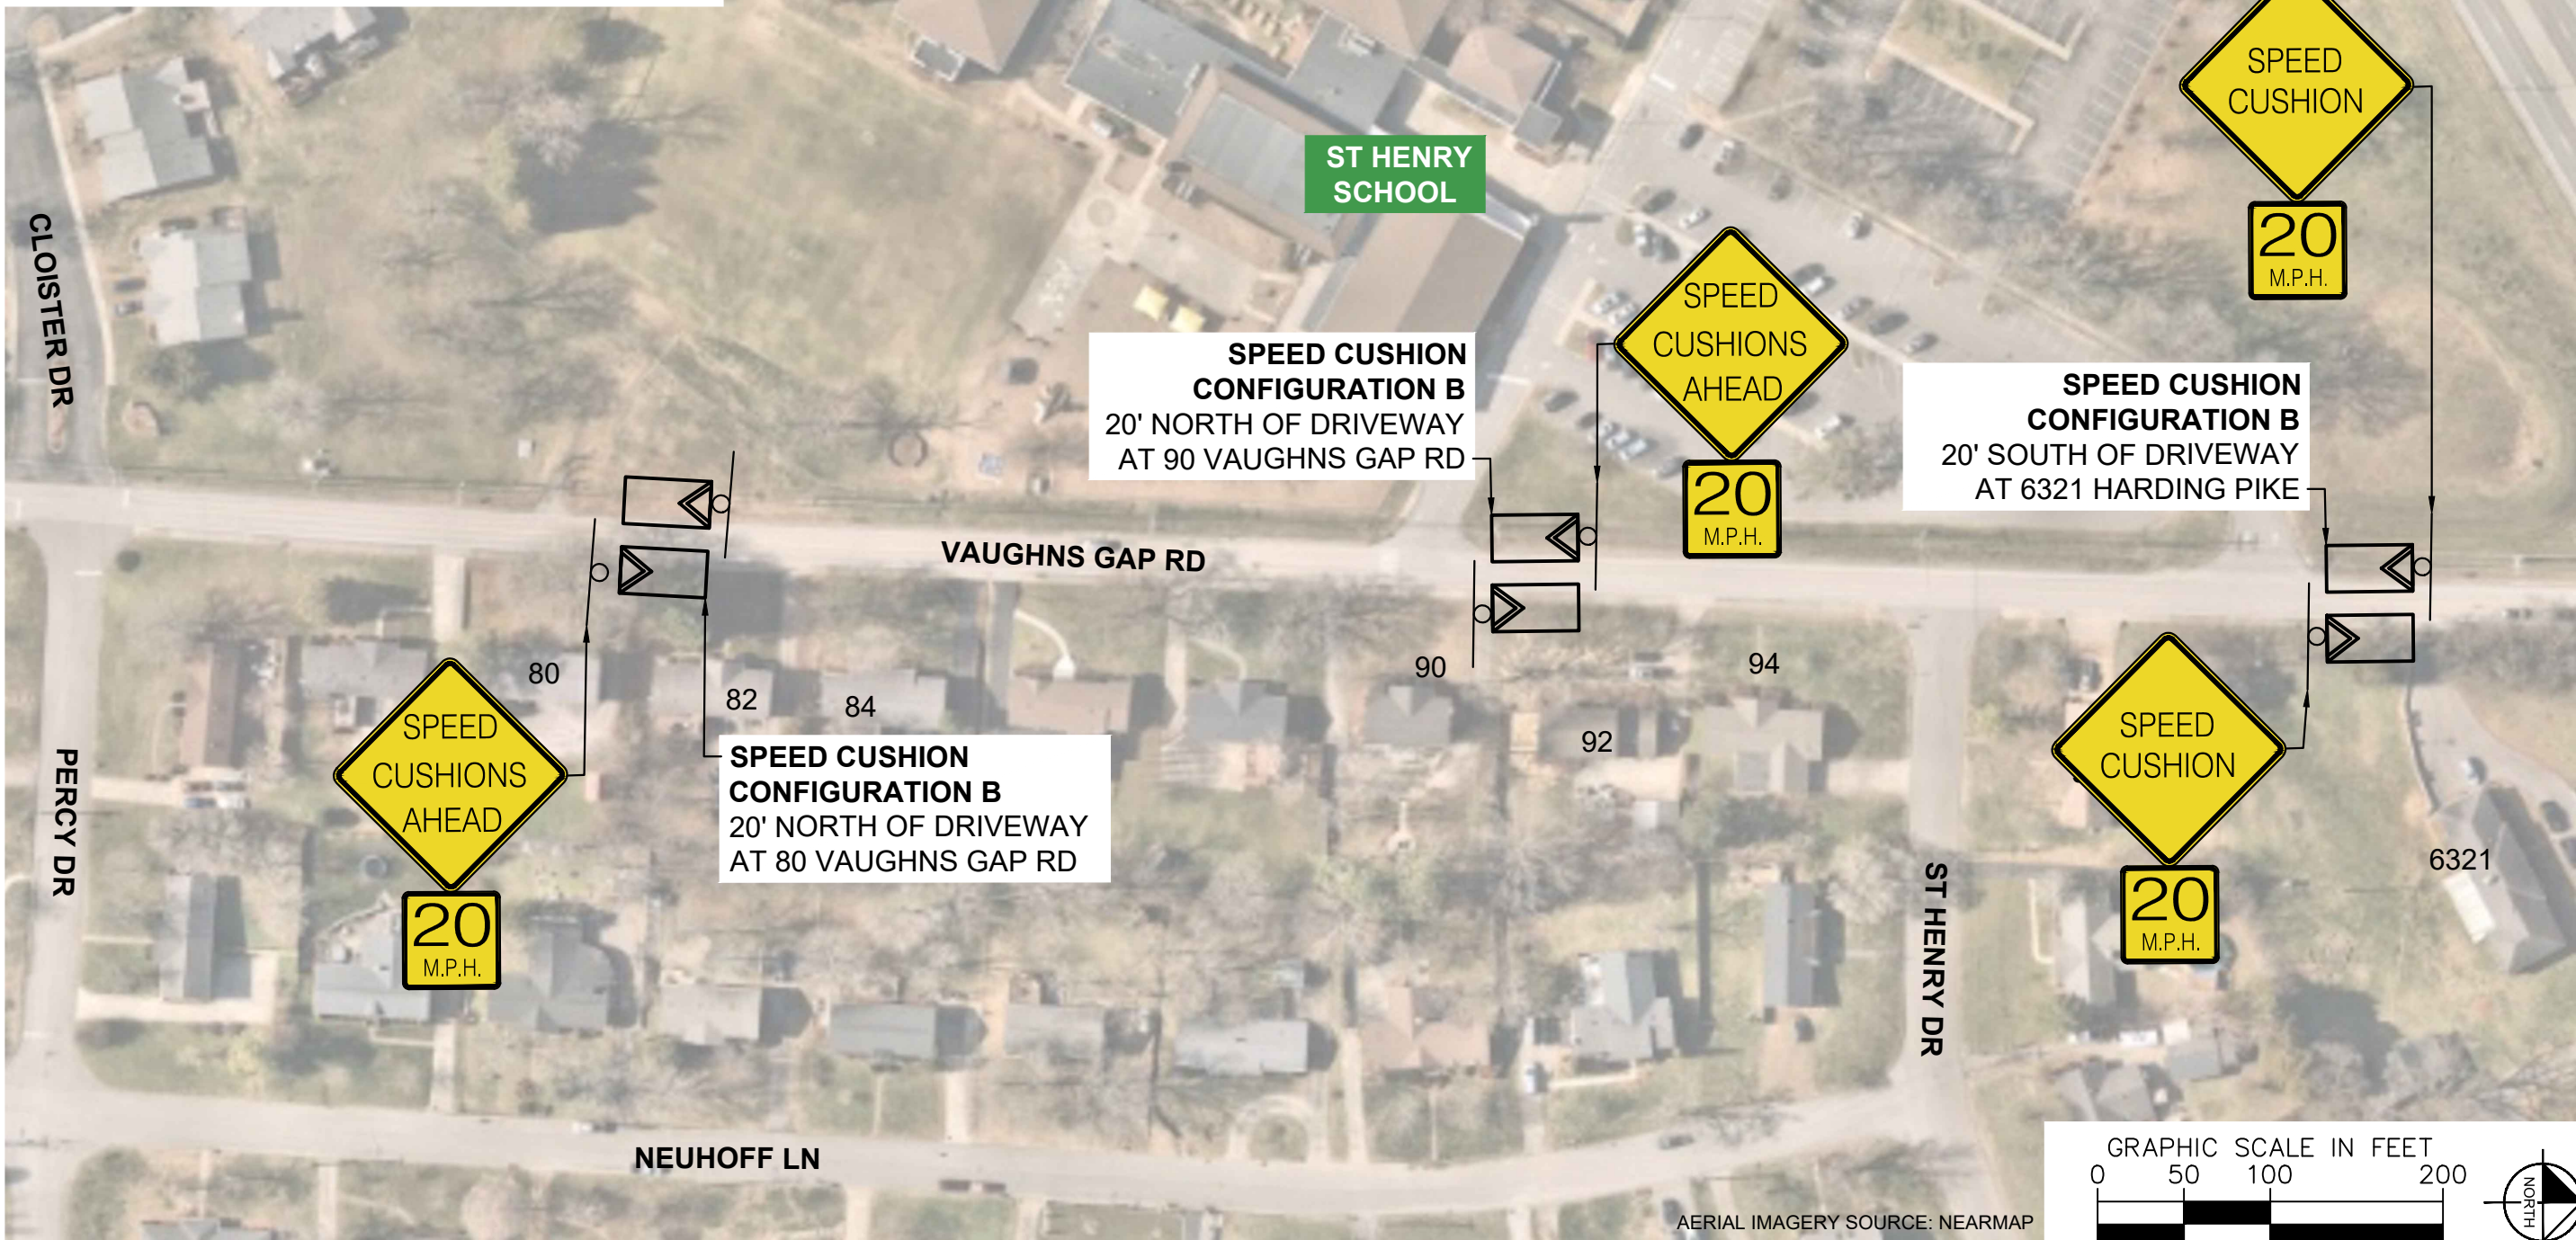 SPEED
CUSHION
20
M.P.H.
ST HENRY
SCHOOL
CLOISTER DR
SPEED
CUSHIONS
AHEAD
20
M.P.H.
SPEED CUSHION
CONFIGURATION B
20' NORTH OF DRIVEWAY
AT 90 VAUGHNS GAP RD
SPEED CUSHION
CONFIGURATION B
20' SOUTH OF DRIVEWAY
AT 6321 HARDING PIKE
VAUGHNS GAP RD
80
82
84
90
92
94
6321
SPEED
CUSHIONS
AHEAD
20
M.P.H.
SPEED CUSHION
CONFIGURATION B
20' NORTH OF DRIVEWAY
AT 80 VAUGHNS GAP RD
SPEED
CUSHION
20
M.P.H.
PERCY DR
ST HENRY DR
NEUHOFF LN
AERIAL IMAGERY SOURCE: NEARMAP
GRAPHIC SCALE IN FEET
0 50 100 200
NORTH